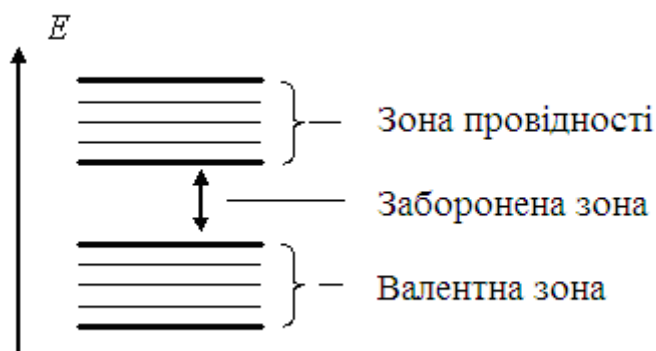 E
Зона провідності
Заборонена зона
Валентна зона